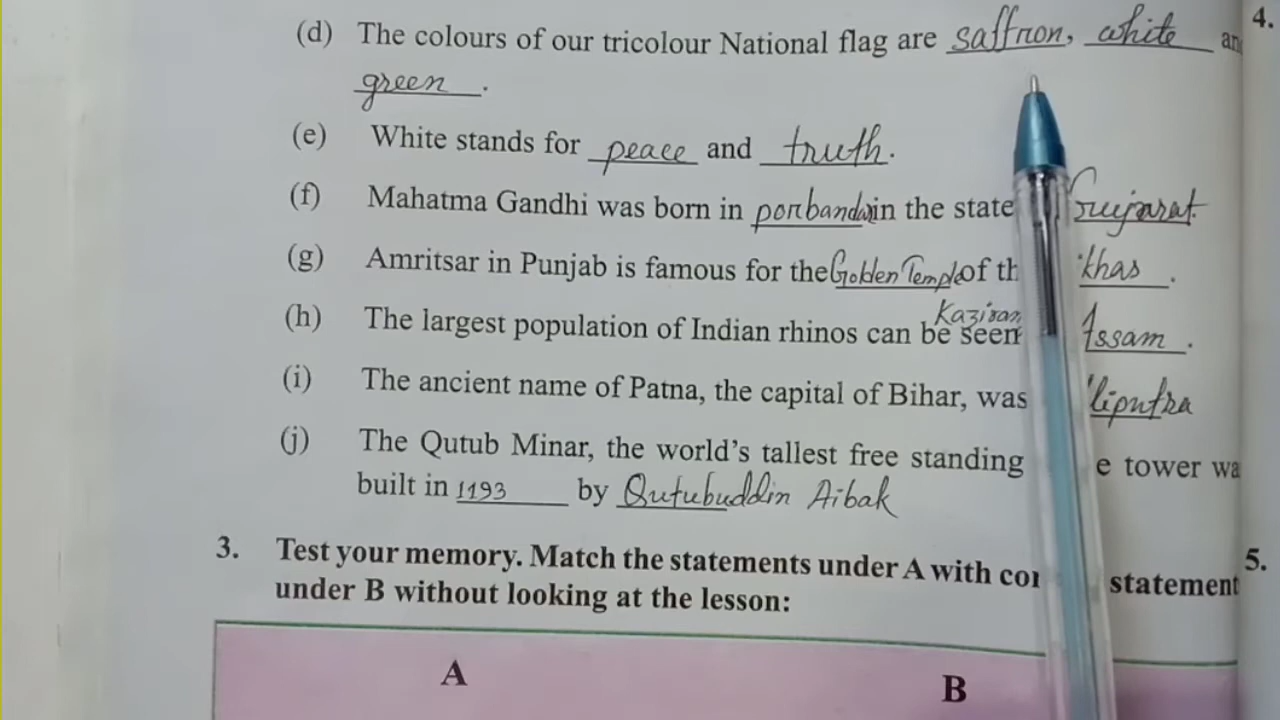 4.
(d) The colours of our tricolour National flag are saffron, white an
green.
(e) White stands for peace and truth.
(f) Mahatma Gandhi was born in porbandar in the state Gujarat.
(g) Amritsar in Punjab is famous for the Golden Temple of th khas.
Kaziran
(h) The largest population of Indian rhinos can be seen Assam.
(i) The ancient name of Patna, the capital of Bihar, was liputra
(j) The Qutub Minar, the world's tallest free standing e tower wa
built in 1193 by Qutubuddin Aibak
3. Test your memory. Match the statements under A with cor statement
5.
under B without looking at the lesson:
A B